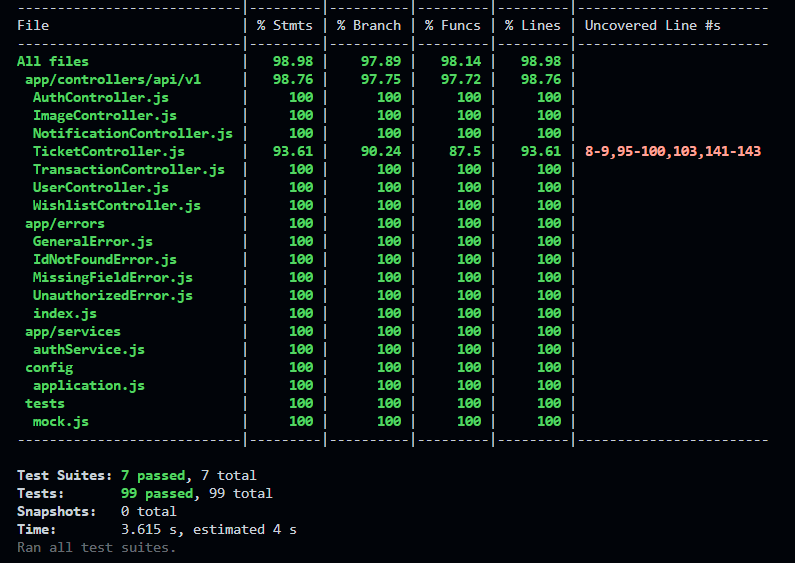 ----------------------------|---------|----------|---------|---------|------------------------
File                        | % Stmts | % Branch | % Funcs | % Lines | Uncovered Line #s
----------------------------|---------|----------|---------|---------|------------------------
All files                   |   98.98 |    97.89 |   98.14 |   98.98 |
 app/controllers/api/v1     |   98.76 |    97.75 |   97.72 |   98.76 |
  AuthController.js         |     100 |      100 |     100 |     100 |
  ImageController.js        |     100 |      100 |     100 |     100 |
  NotificationController.js |     100 |      100 |     100 |     100 |
  TicketController.js       |   93.61 |    90.24 |    87.5 |   93.61 | 8-9,95-100,103,141-143
  TransactionController.js  |     100 |      100 |     100 |     100 |
  UserController.js         |     100 |      100 |     100 |     100 |
  WishlistController.js     |     100 |      100 |     100 |     100 |
 app/errors                 |     100 |      100 |     100 |     100 |
  GeneralError.js           |     100 |      100 |     100 |     100 |
  IdNotFoundError.js        |     100 |      100 |     100 |     100 |
  MissingFieldError.js      |     100 |      100 |     100 |     100 |
  UnauthorizedError.js      |     100 |      100 |     100 |     100 |
  index.js                  |     100 |      100 |     100 |     100 |
 app/services               |     100 |      100 |     100 |     100 |
  authService.js            |     100 |      100 |     100 |     100 |
 config                     |     100 |      100 |     100 |     100 |
  application.js            |     100 |      100 |     100 |     100 |
 tests                      |     100 |      100 |     100 |     100 |
  mock.js                   |     100 |      100 |     100 |     100 |
----------------------------|---------|----------|---------|---------|------------------------
Test Suites: 7 passed, 7 total
Tests:       99 passed, 99 total
Snapshots:   0 total
Time:        3.615 s, estimated 4 s
Ran all test suites.